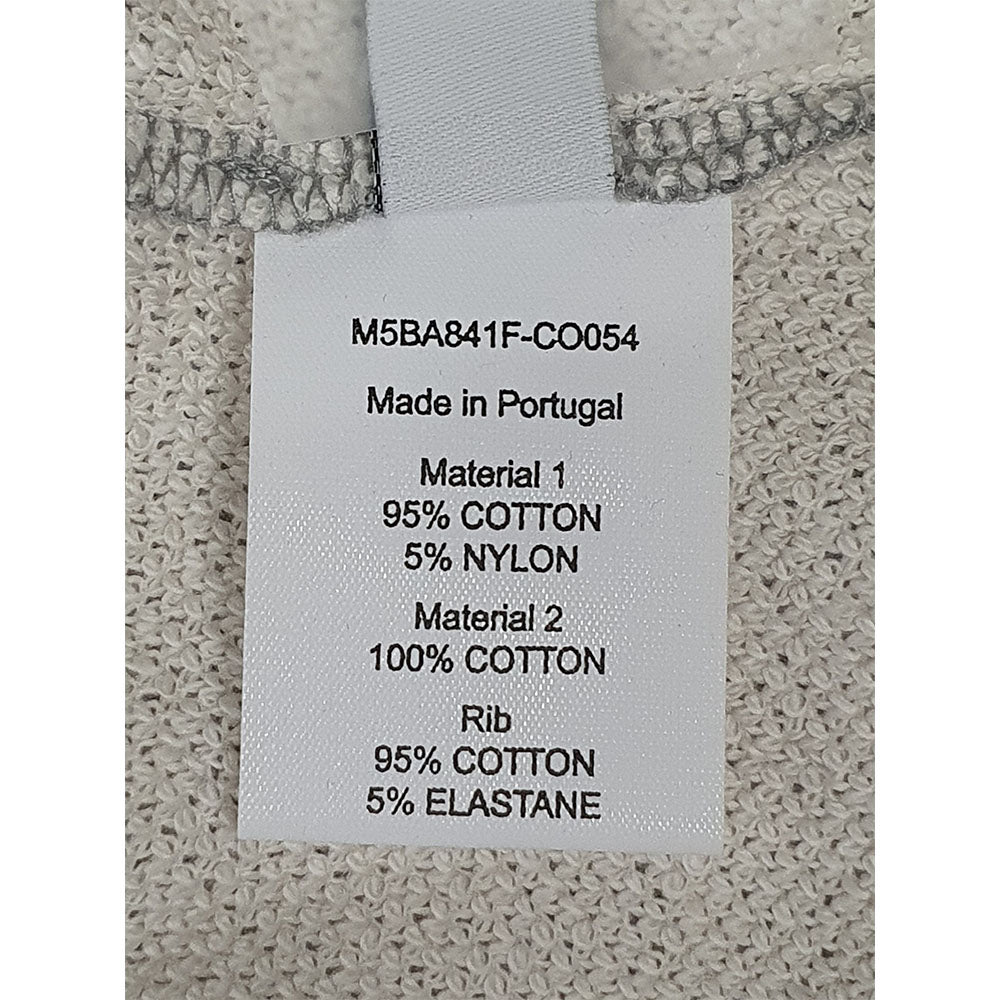 M5BA841F-CO054
Made in Portugal
Material 1
95% COTTON
5% NYLON
Material 2
100% COTTON
Rib
95% COTTON
5% ELASTANE